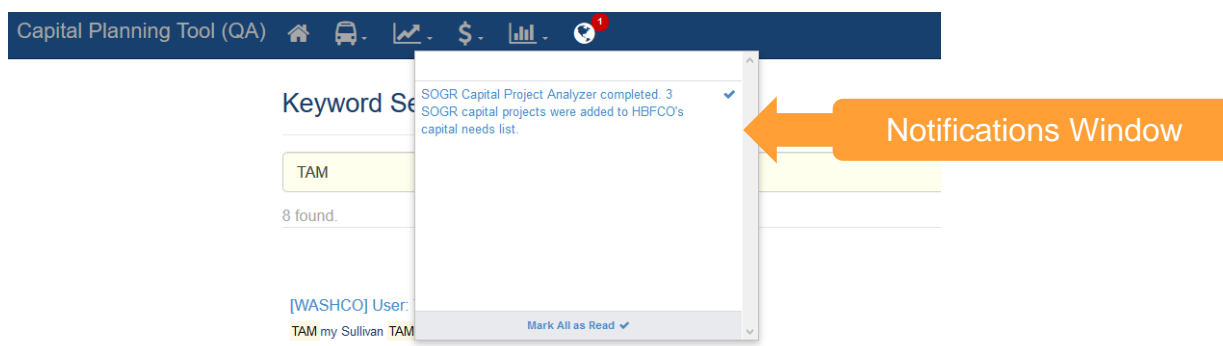 Capital Planning Tool (QA)
1
SOGR Capital Project Analyzer completed. 3
SOGR capital projects were added to HBFCO's
capital needs list.
Notifications Window
Keyword Se
TAM
8 found.
[WASHCO] User:
TAM my Sullivan TAM
Mark All as Read